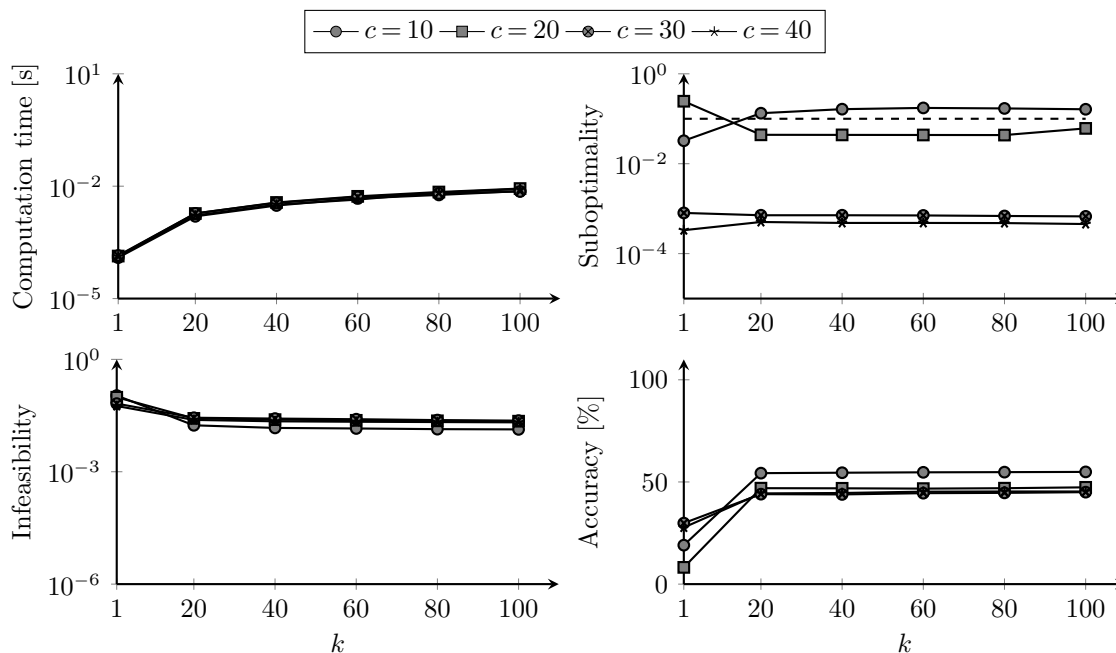 c = 10 c = 20 c = 30 c = 40
Computation time [s]
10^1
10^−2
10^−5
1 20 40 60 80 100
Suboptimality
10^0
10^−2
10^−4
1 20 40 60 80 100
Infeasibility
10^0
10^−3
10^−6
1 20 40 60 80 100
k
Accuracy [%]
100
50
0
1 20 40 60 80 100
k